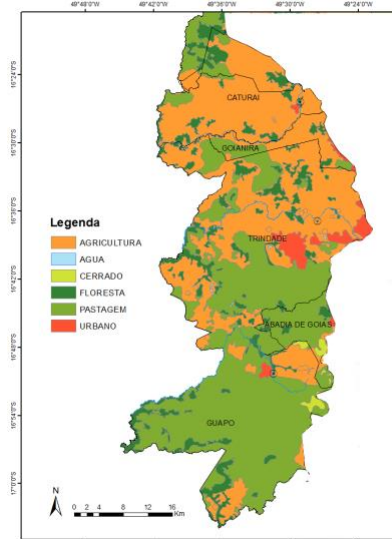 49°48'0"W 49°42'0"W 49°36'0"W 49°30'0"W 49°24'0"W
16°24'0"S
16°30'0"S
16°36'0"S
16°42'0"S
16°48'0"S
16°54'0"S
17°0'0"S
CATURAI
GOIANIRA
TRINDADE
ABADIA DE GOIAS
GUAPO
Legenda
AGRICULTURA
AGUA
CERRADO
FLORESTA
PASTAGEM
URBANO
N
0 2 4 8 12 16
Km